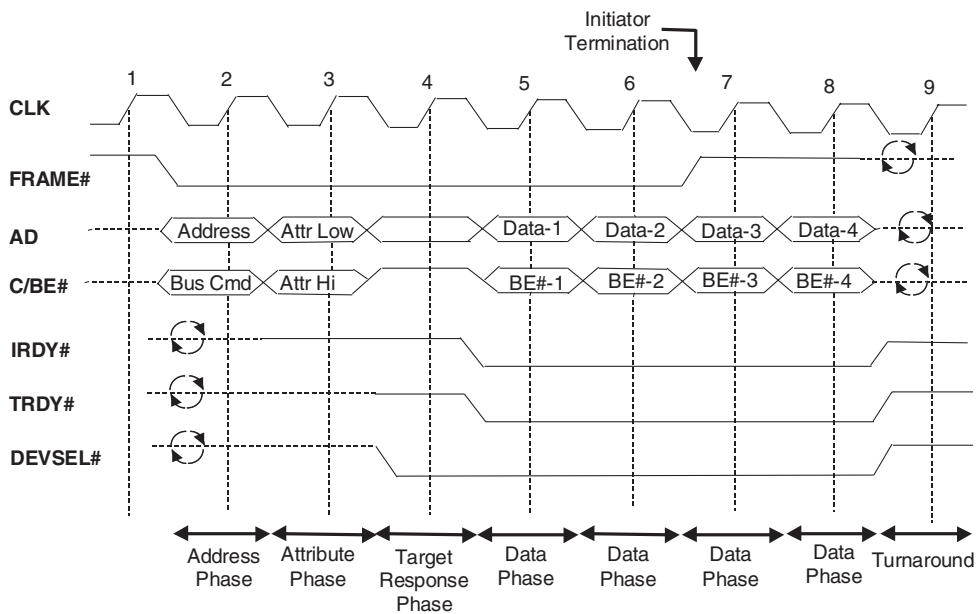 Initiator
Termination
1 2 3 4 5 6 7 8 9
CLK
FRAME#
AD Address Attr Low Data-1 Data-2 Data-3 Data-4
C/BE# Bus Cmd Attr Hi BE#-1 BE#-2 BE#-3 BE#-4
IRDY#
TRDY#
DEVSEL#
Address Phase
Attribute Phase
Target Response Phase
Data Phase
Data Phase
Data Phase
Data Phase
Turnaround